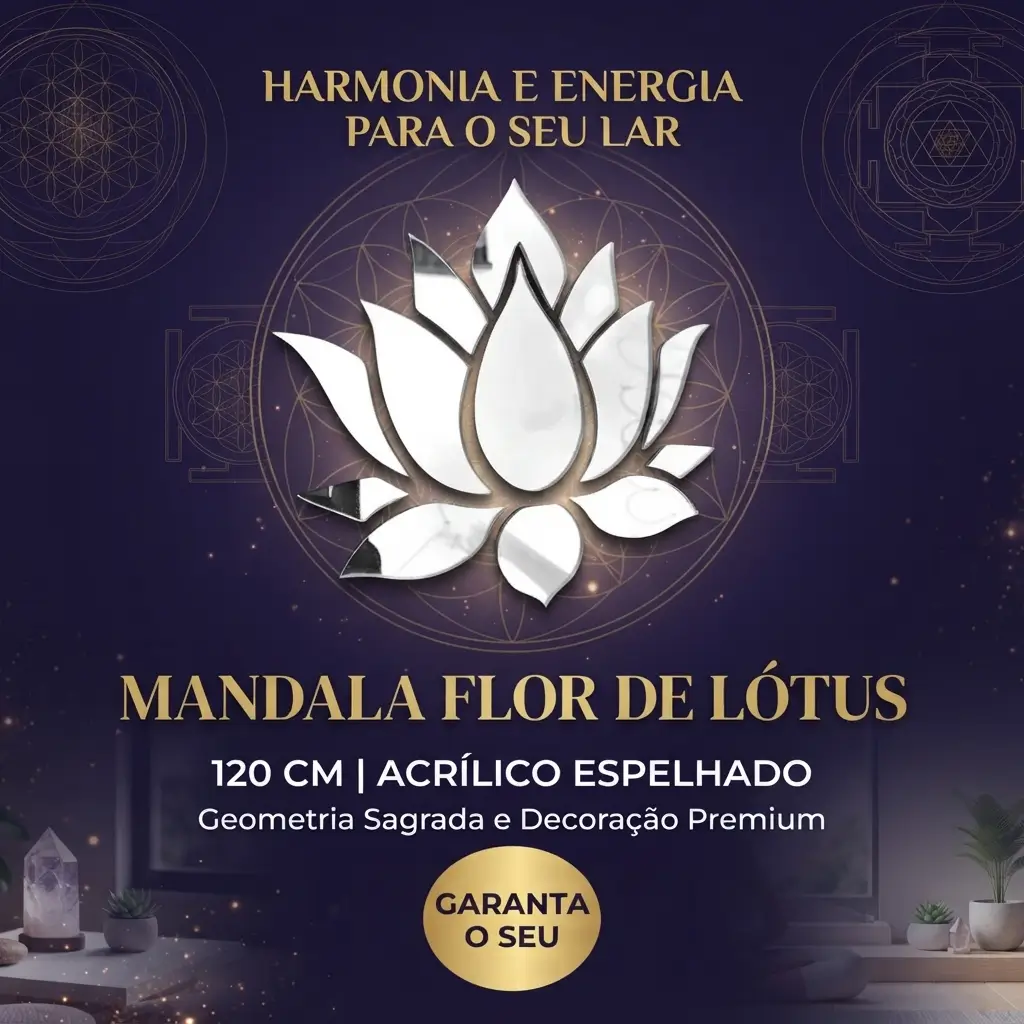 HARMONIA E ENERGIA
PARA O SEU LAR
MANDALA FLOR DE LÓTUS
120 CM | ACRÍLICO ESPELHADO
Geometria Sagrada e Decoração Premium
GARANTA
O SEU